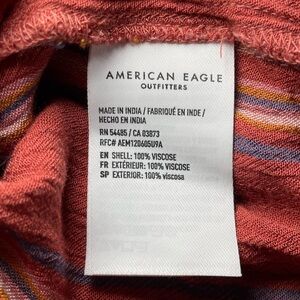 AMERICAN EAGLE
OUTFITTERS
MADE IN INDIA / FABRIQUÉ EN INDE /
HECHO EN INDIA
RN 54485 / CA 03873
RFC# AEM120605U9A
EN SHELL: 100% VISCOSE
FR EXTÉRIEUR: 100% VISCOSE
SP EXTERIOR: 100% viscosa